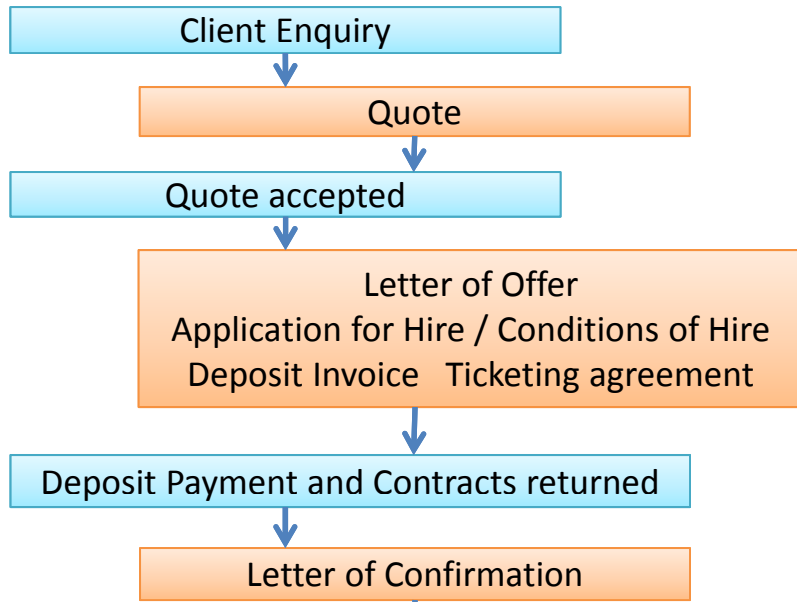 Client Enquiry
Quote
Quote accepted
Letter of Offer
Application for Hire / Conditions of Hire
Deposit Invoice   Ticketing agreement
Deposit Payment and Contracts returned
Letter of Confirmation